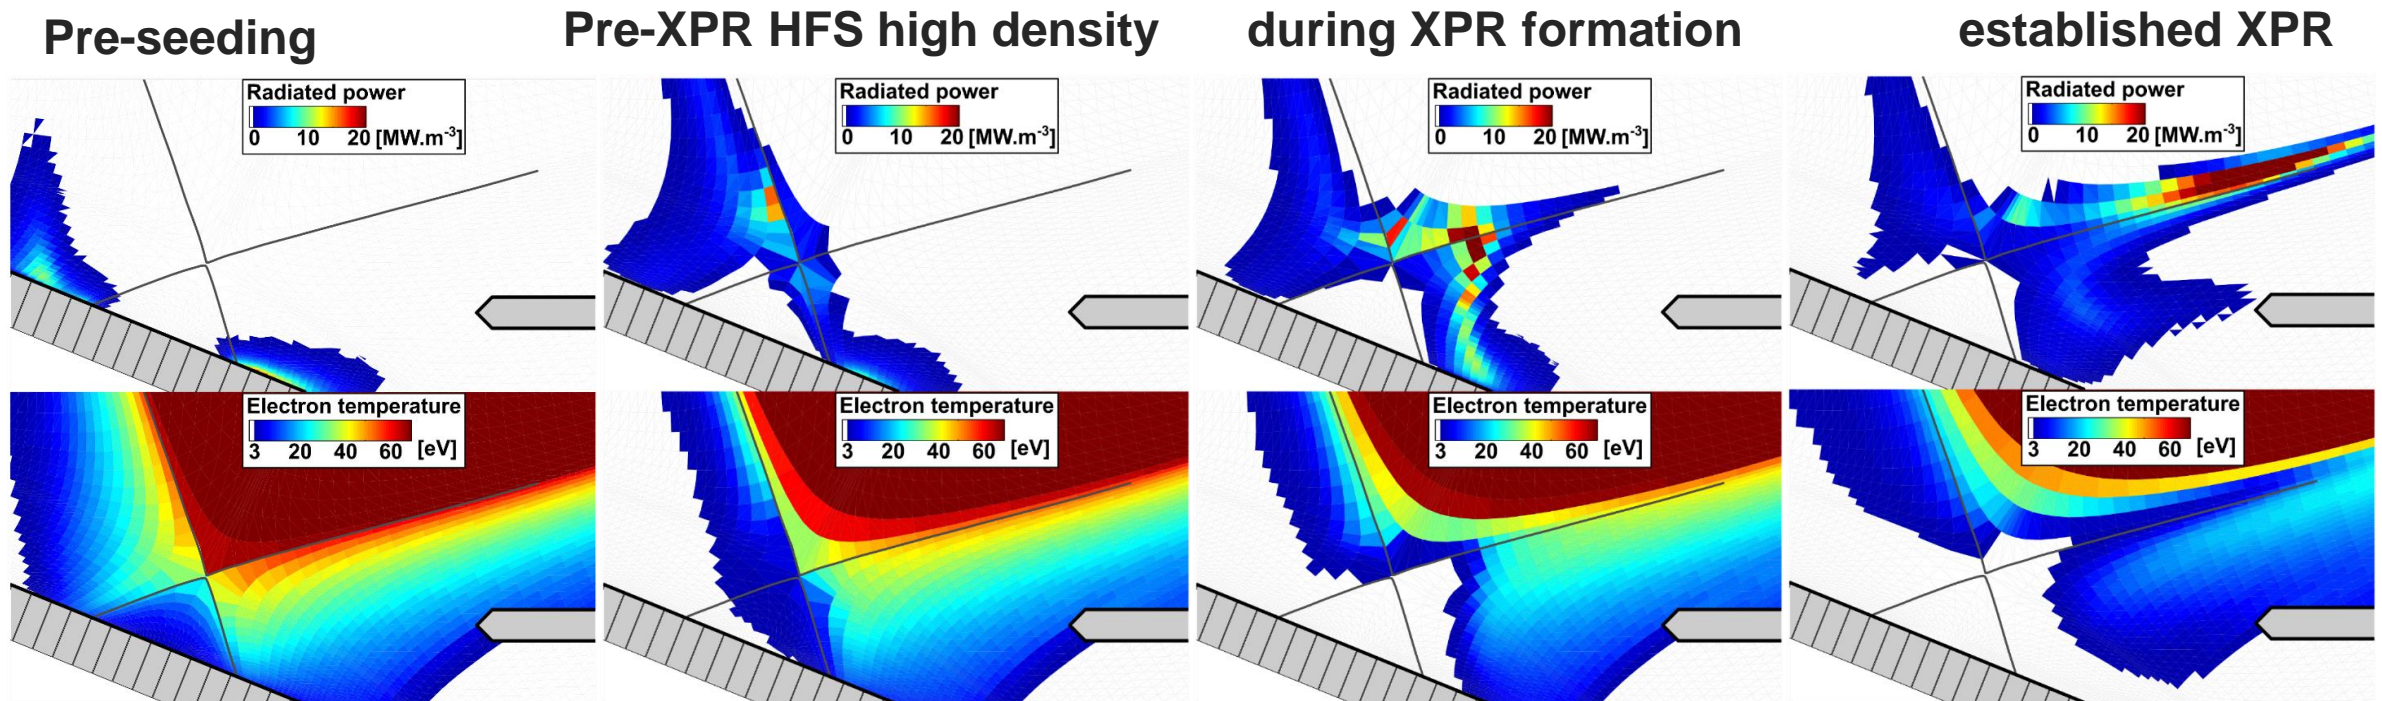 Pre-seeding
Pre-XPR HFS high density
during XPR formation
established XPR
Radiated power
0 10 20 [MW.m⁻³]
Radiated power
0 10 20 [MW.m⁻³]
Radiated power
0 10 20 [MW.m⁻³]
Radiated power
0 10 20 [MW.m⁻³]
Electron temperature
3 20 40 60 [eV]
Electron temperature
3 20 40 60 [eV]
Electron temperature
3 20 40 60 [eV]
Electron temperature
3 20 40 60 [eV]